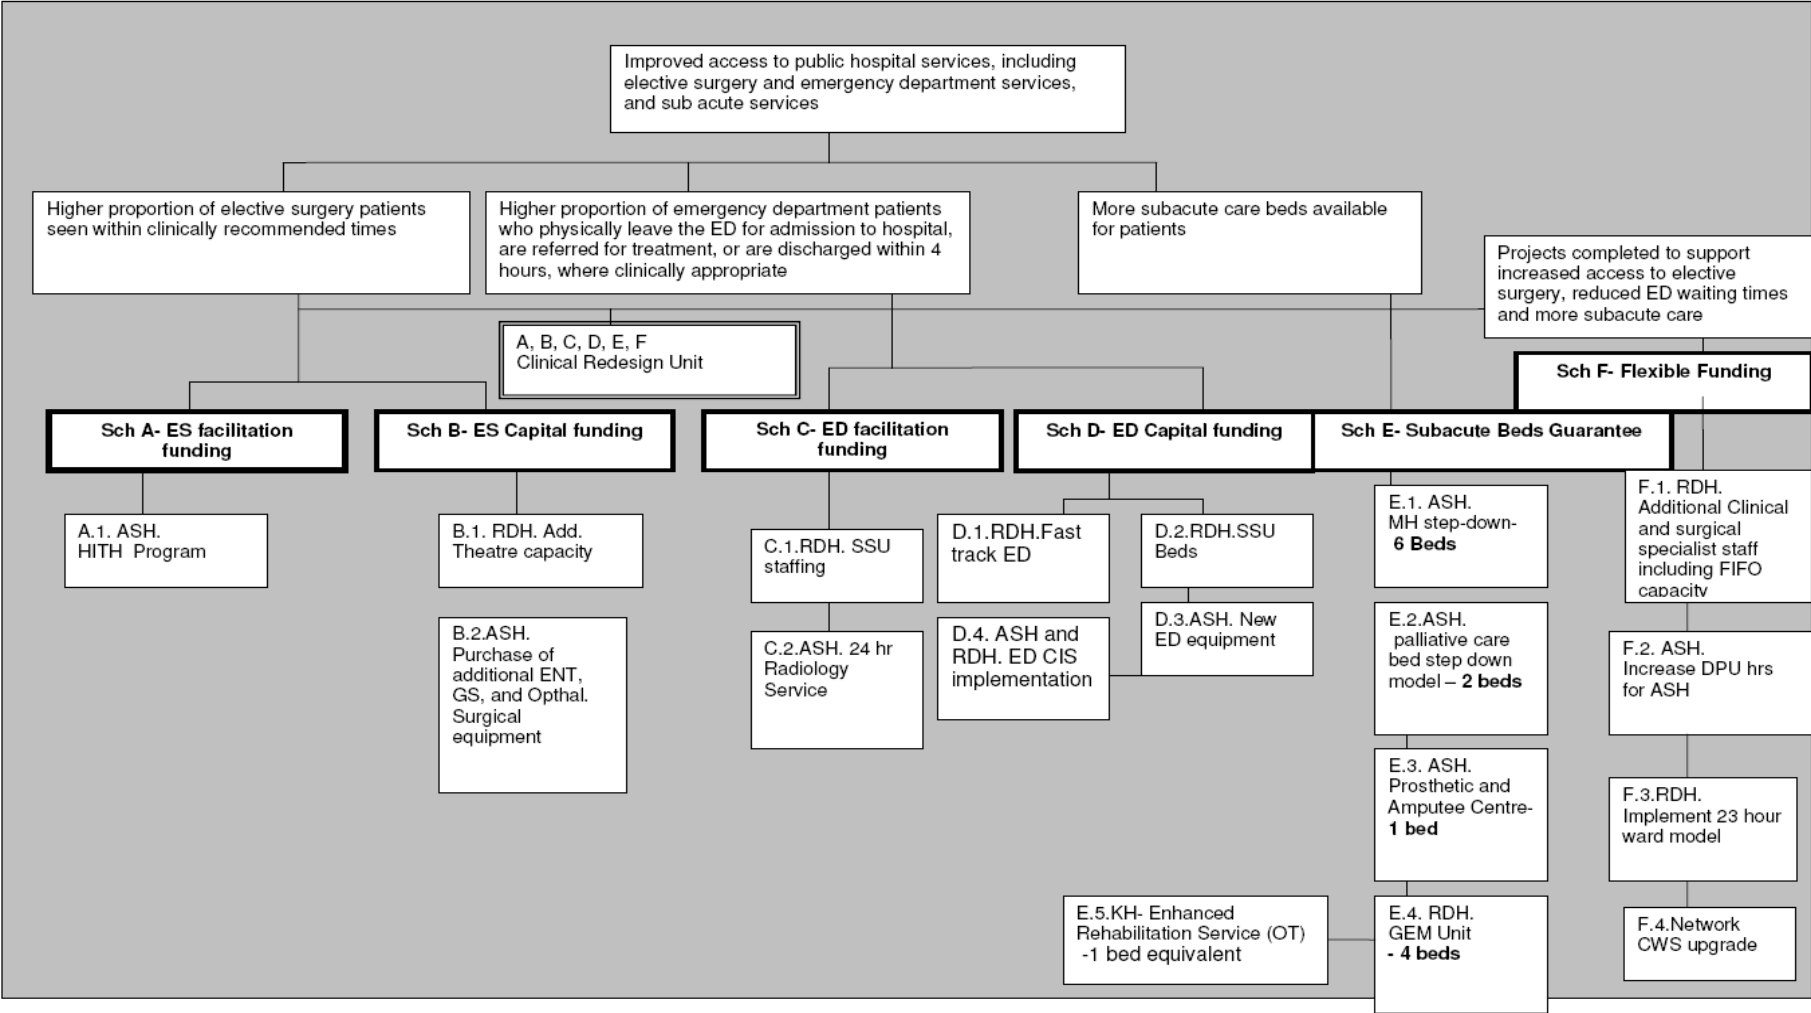 Improved access to public hospital services, including
elective surgery and emergency department services,
and sub acute services
Higher proportion of elective surgery patients
seen within clinically recommended times
Higher proportion of emergency department patients
who physically leave the ED for admission to hospital,
are referred for treatment, or are discharged within 4
hours, where clinically appropriate
More subacute care beds available
for patients
Projects completed to support
increased access to elective
surgery, reduced ED waiting times
and more subacute care
A, B, C, D, E, F
Clinical Redesign Unit
Sch F- Flexible Funding
Sch A- ES facilitation
funding
Sch B- ES Capital funding
Sch C- ED facilitation
funding
Sch D- ED Capital funding
Sch E- Subacute Beds Guarantee
A.1. ASH.
HITH  Program
B.1. RDH. Add.
Theatre capacity
B.2.ASH.
Purchase of
additional ENT,
GS, and Opthal.
Surgical
equipment
C.1.RDH. SSU
staffing
C.2.ASH. 24 hr
Radiology
Service
D.1.RDH.Fast
track ED
D.2.RDH.SSU
Beds
D.3.ASH. New
ED equipment
D.4. ASH and
RDH. ED CIS
implementation
E.1. ASH.
MH step-down-
6 Beds
E.2.ASH.
palliative care
bed step down
model – 2 beds
E.3. ASH.
Prosthetic and
Amputee Centre-
1 bed
E.4. RDH.
GEM Unit
- 4 beds
E.5.KH- Enhanced
Rehabilitation Service (OT)
-1 bed equivalent
F.1. RDH.
Additional Clinical
and surgical
specialist staff
including FIFO
capacity
F.2. ASH.
Increase DPU hrs
for ASH
F.3.RDH.
Implement 23 hour
ward model
F.4.Network
CWS upgrade